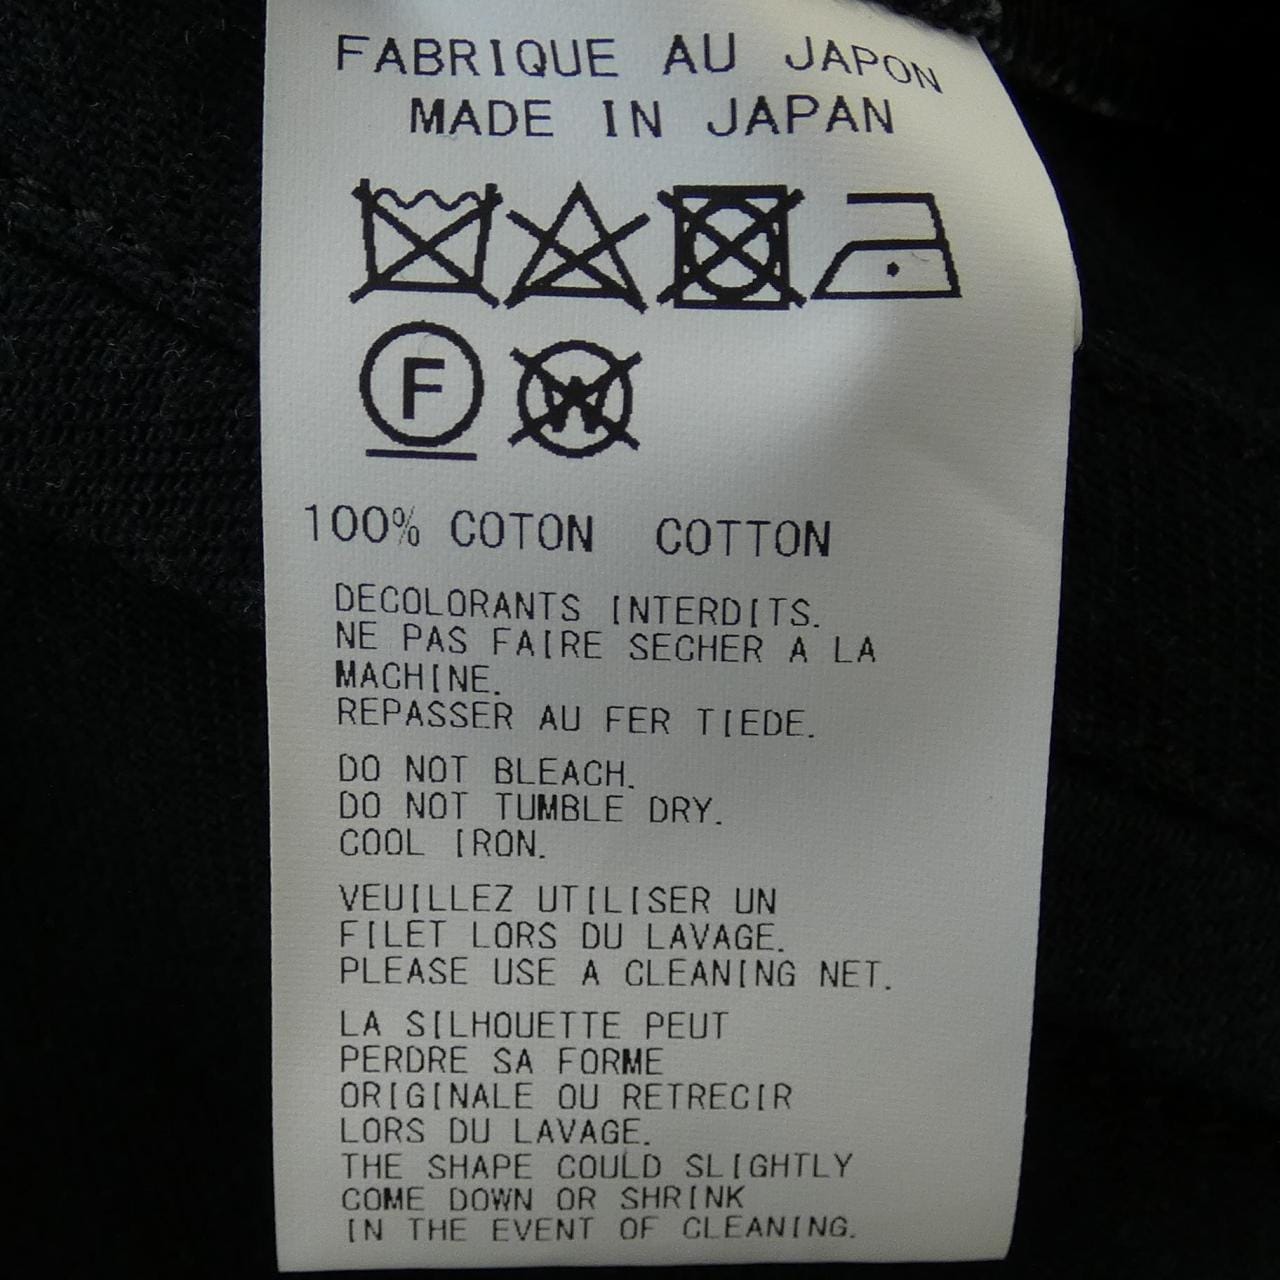 FABRIQUE AU JAPON
MADE IN JAPAN
F W
100% COTON COTTON
DECOLORANTS INTERDITS.
NE PAS FAIRE SECHER A LA
MACHINE.
REPASSER AU FER TIEDE.
DO NOT BLEACH.
DO NOT TUMBLE DRY.
COOL IRON.
VEUILLEZ UTILISER UN
FILET LORS DU LAVAGE.
PLEASE USE A CLEANING NET.
LA SILHOUETTE PEUT
PERDRE SA FORME
ORIGINALE OU RETRECIR
LORS DU LAVAGE.
THE SHAPE COULD SLIGHTLY
COME DOWN OR SHRINK
IN THE EVENT OF CLEANING.